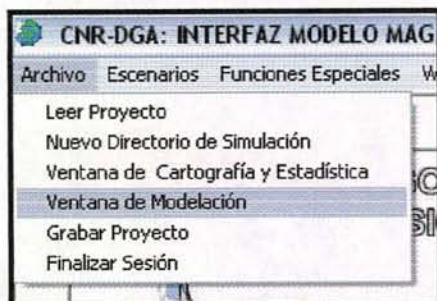 CNR-DGA: INTERFAZ MODELO MAG
Archivo Escenarios Funciones Especiales W
Leer Proyecto
Nuevo Directorio de Simulación
Ventana de Cartografía y Estadística
Ventana de Modelación
Grabar Proyecto
Finalizar Sesión